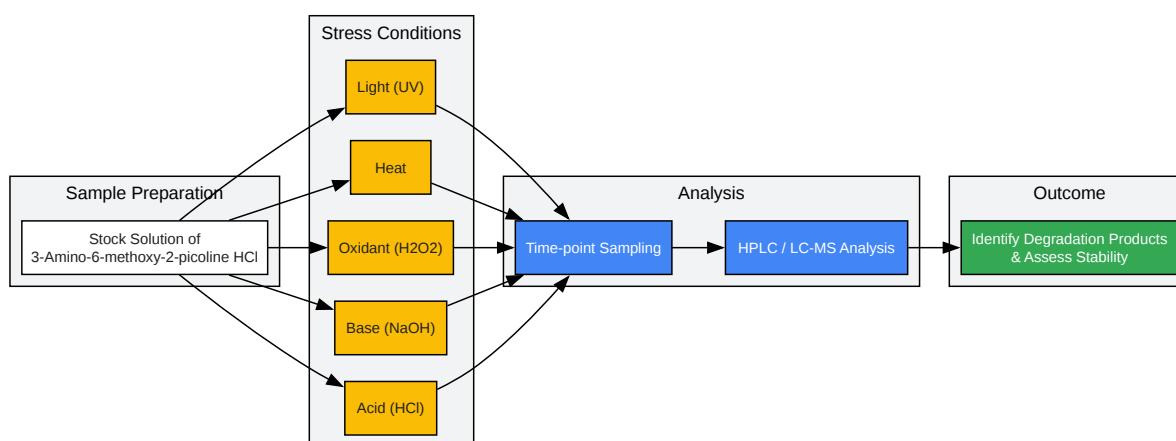 Sample Preparation
Stock Solution of
3-Amino-6-methoxy-2-picoline HCl
Stress Conditions
Light (UV)
Heat
Oxidant (H2O2)
Base (NaOH)
Acid (HCl)
Analysis
Time-point Sampling
HPLC / LC-MS Analysis
Outcome
Identify Degradation Products
& Assess Stability